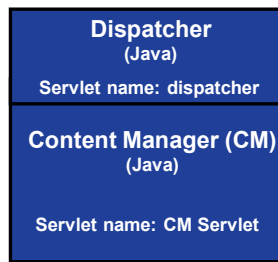 Dispatcher
(Java)
Servlet name: dispatcher
Content Manager (CM)
(Java)
Servlet name: CM Servlet